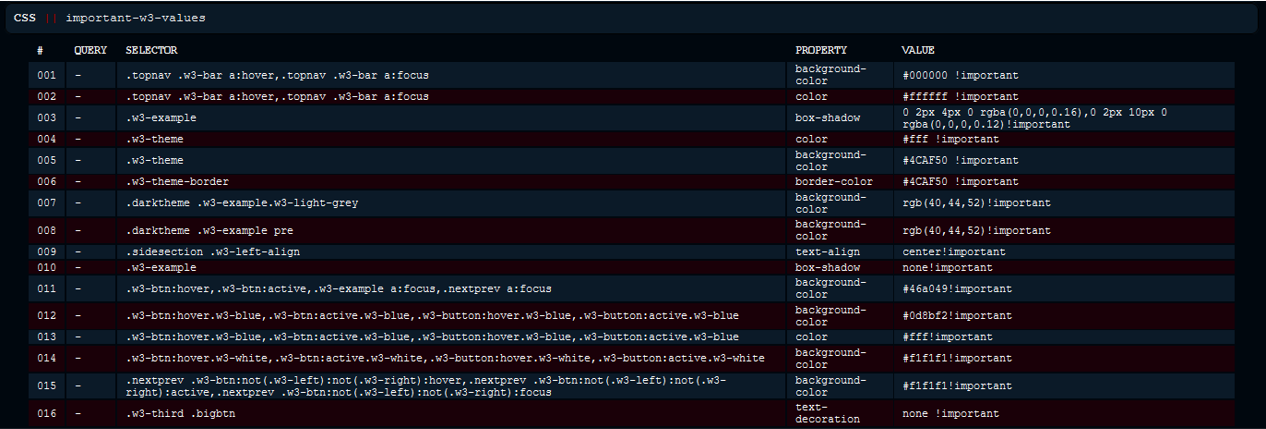 CSS || important-w3-values
# QUERY SELECTOR PROPERTY VALUE
001 - .topnav .w3-bar a:hover,.topnav .w3-bar a:focus background-color #000000 !important
002 - .topnav .w3-bar a:hover,.topnav .w3-bar a:focus color #ffffff !important
003 - .w3-example box-shadow 0 2px 4px 0 rgba(0,0,0,0.16),0 2px 10px 0 rgba(0,0,0,0.12)!important
004 - .w3-theme color #fff !important
005 - .w3-theme background-color #4CAF50 !important
006 - .w3-theme-border border-color #4CAF50 !important
007 - .darktheme .w3-example.w3-light-grey background-color rgb(40,44,52)!important
008 - .darktheme .w3-example pre background-color rgb(40,44,52)!important
009 - .sidesection .w3-left-align text-align center!important
010 - .w3-example box-shadow none!important
011 - .w3-btn:hover,.w3-btn:active,.w3-example a:focus,.nextprev a:focus background-color #46a049!important
012 - .w3-btn:hover.w3-blue,.w3-btn:active.w3-blue,.w3-button:hover.w3-blue,.w3-button:active.w3-blue background-color #0d8bf2!important
013 - .w3-btn:hover.w3-blue,.w3-btn:active.w3-blue,.w3-button:hover.w3-blue,.w3-button:active.w3-blue color #fff!important
014 - .w3-btn:hover.w3-white,.w3-btn:active.w3-white,.w3-button:hover.w3-white,.w3-button:active.w3-white background-color #f1f1f1!important
015 - .nextprev .w3-btn:not(.w3-left):not(.w3-right):hover,.nextprev .w3-btn:not(.w3-left):not(.w3-right):active,.nextprev .w3-btn:not(.w3-left):not(.w3-right):focus background-color #f1f1f1!important
016 - .w3-third .bigbtn text-decoration none !important